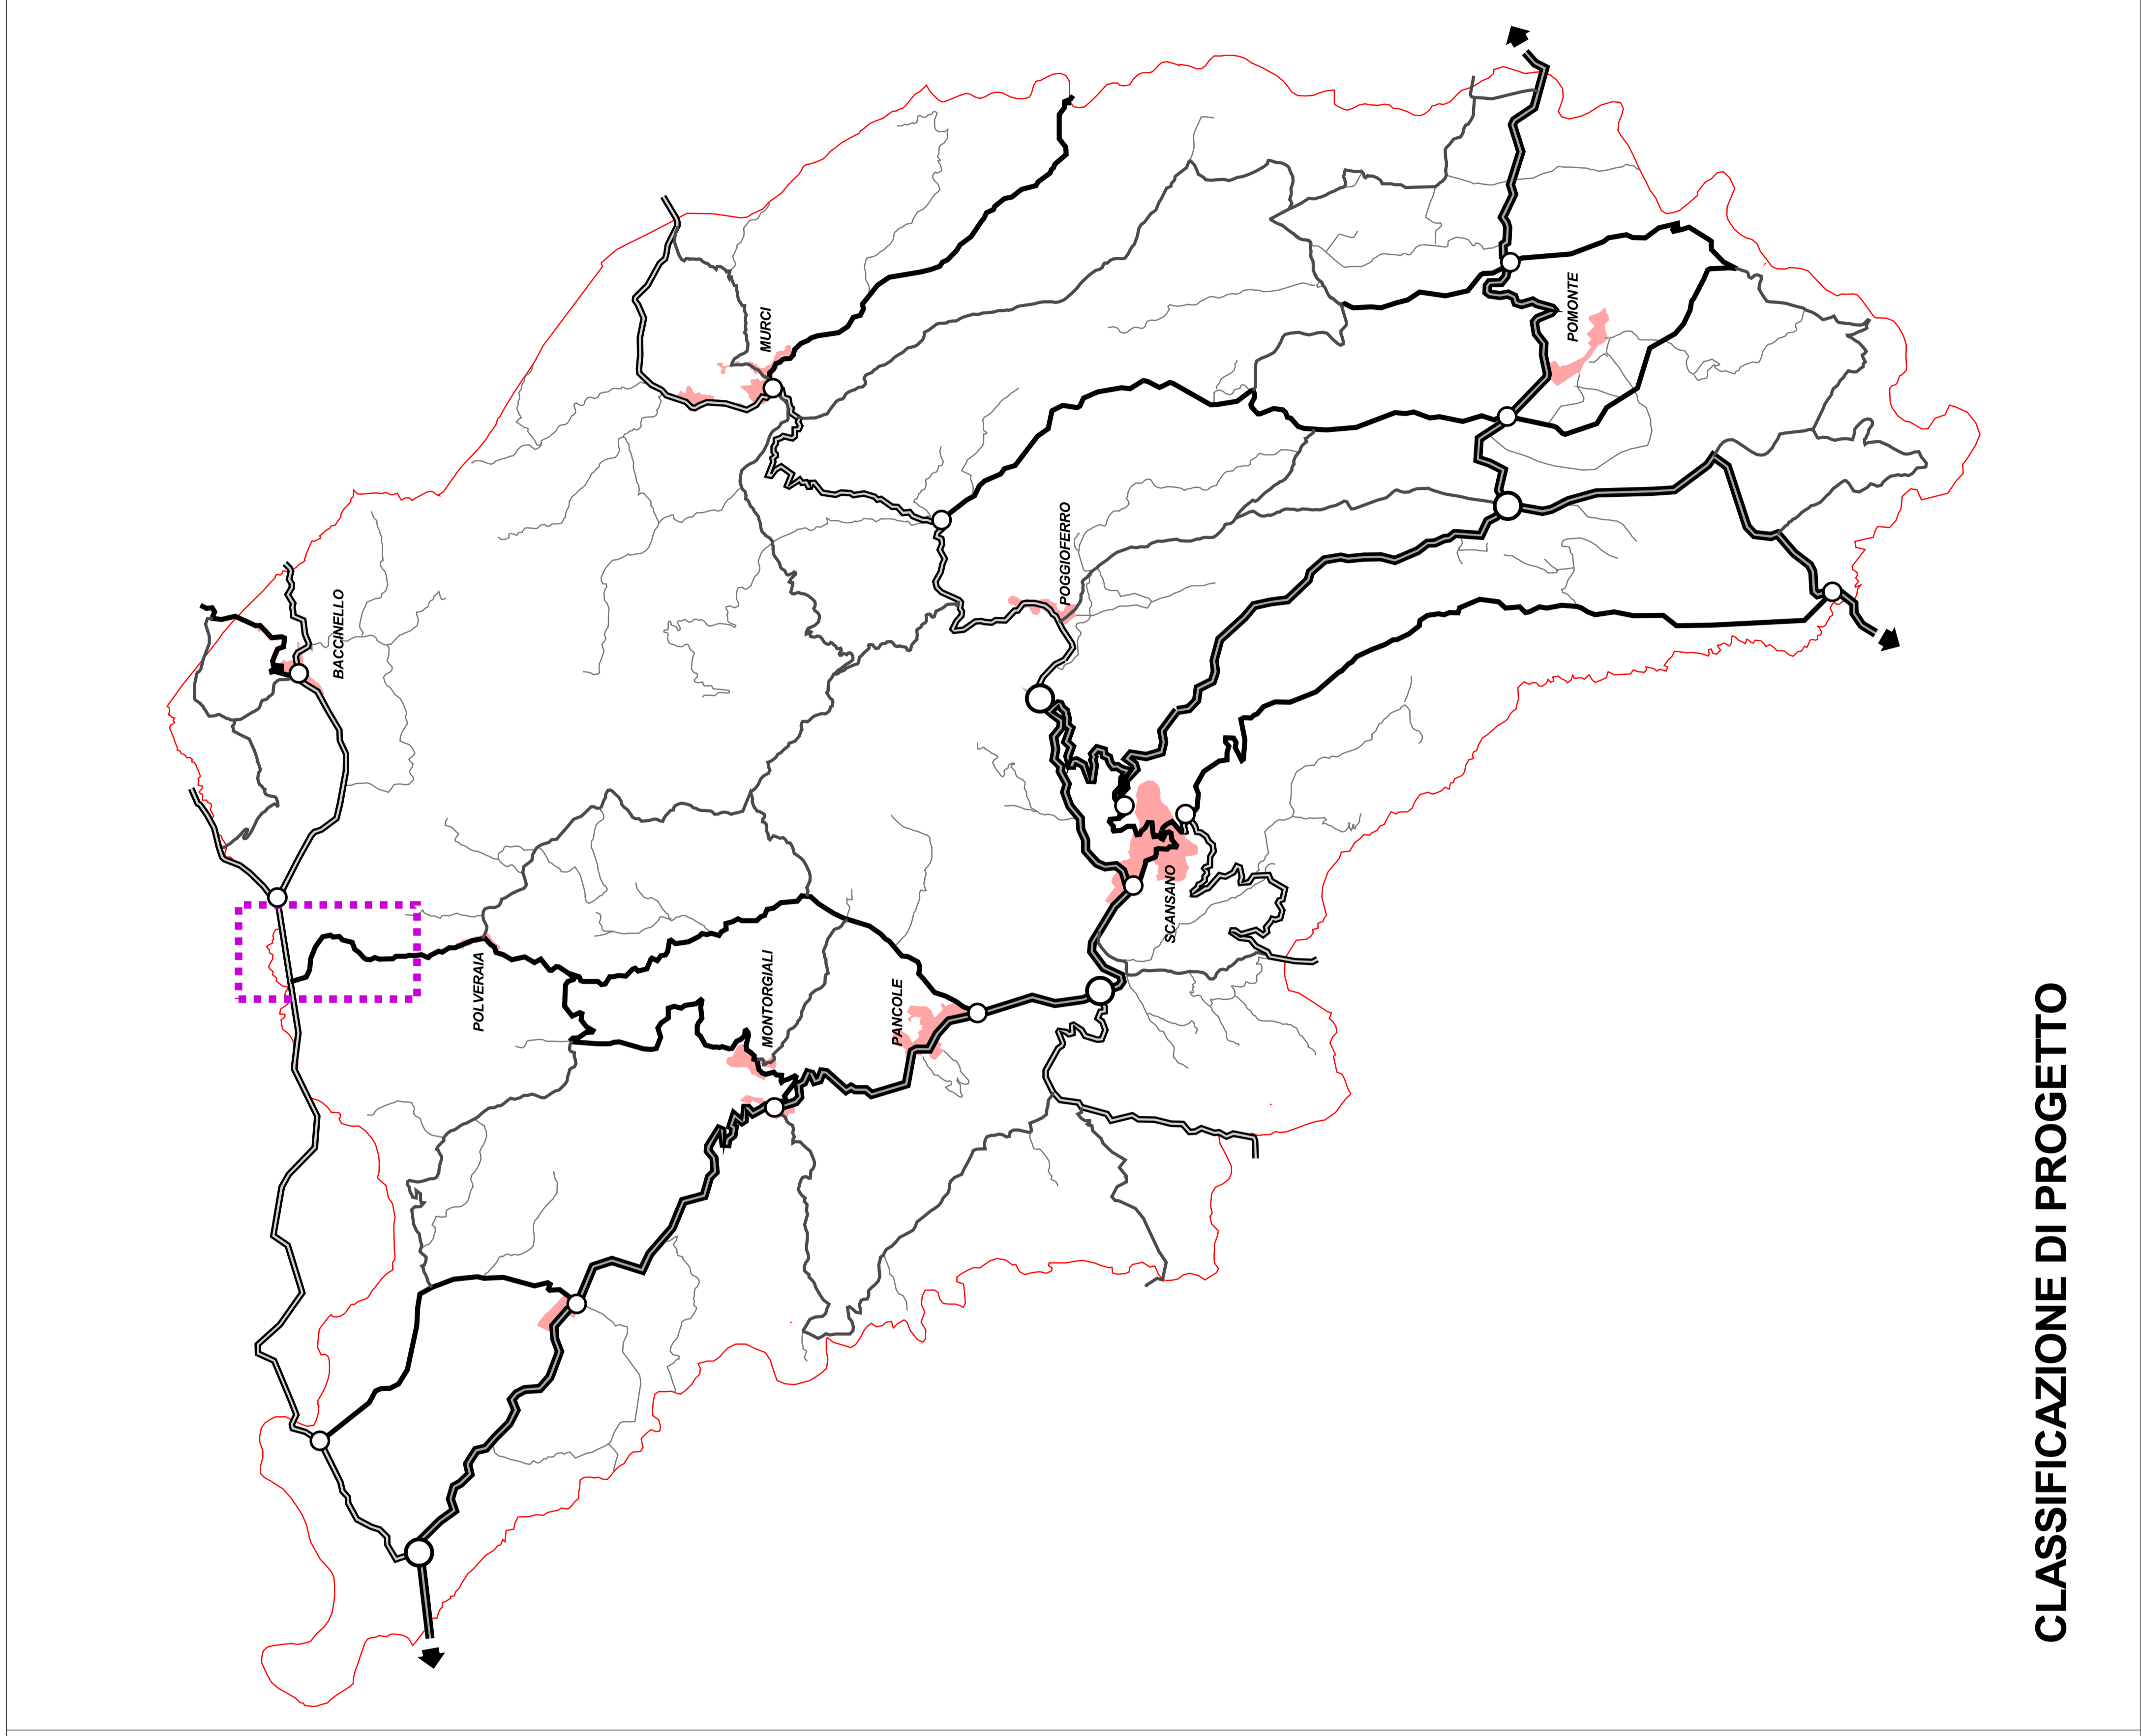 BACCINELLO
MURCI
POGGIOFERRO
POMONTE
POLVERAIA
MONTORGIALI
PANCOLE
SCANSANO
CLASSIFICAZIONE DI PROGETTO